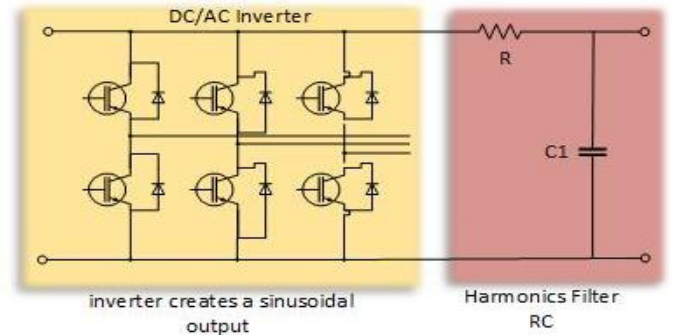 DC/AC Inverter
R
C1
inverter creates a sinusoidal
output
Harmonics Filter
RC